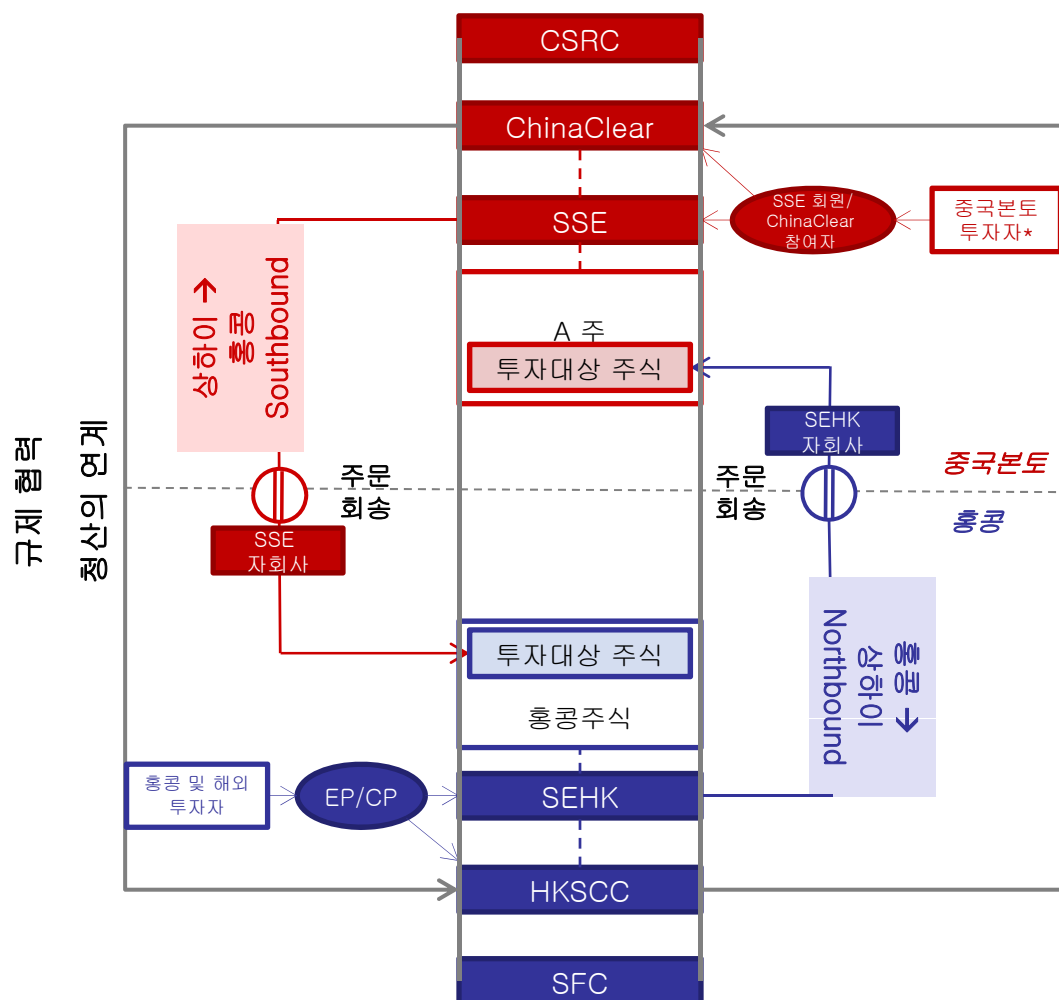 CSRC
ChinaClear
SSE
SSE 회원/
ChinaClear
참여자
중국본토
투자자*
상하이 →
홍콩
Southbound
A 주
투자대상 주식
SEHK
자회사
규제 협력
청산의 연계
주문
회송
주문
회송
중국본토
홍콩
SSE
자회사
투자대상 주식
홍콩주식
홍콩 →
상하이
Northbound
홍콩 및 해외
투자자
EP/CP
SEHK
HKSCC
SFC